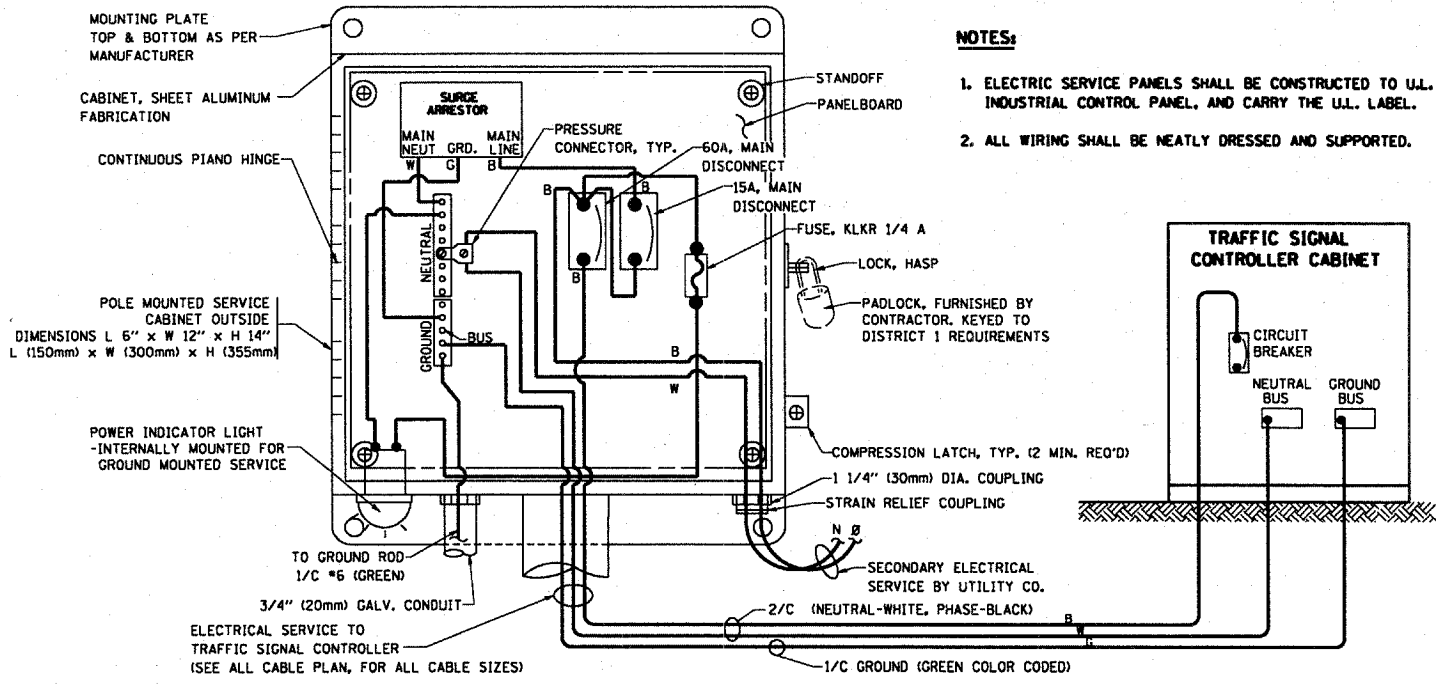 MOUNTING PLATE
TOP & BOTTOM AS PER
MANUFACTURER
CABINET, SHEET ALUMINUM
FABRICATION
CONTINUOUS PIANO HINGE
POLE MOUNTED SERVICE
CABINET OUTSIDE
DIMENSIONS L 6" x W 12" x H 14"
L (150mm) x W (300mm) x H (355mm)
POWER INDICATOR LIGHT
-INTERNALLY MOUNTED FOR
GROUND MOUNTED SERVICE
SURGE
ARRESTOR
MAIN
NEUT
GRD.
MAIN
LINE
W
G
B
PRESSURE
CONNECTOR, TYP.
NEUTRAL
GROUND
BUS
B
B
B
B
W
STANDOFF
PANELBOARD
60A, MAIN
DISCONNECT
15A, MAIN
DISCONNECT
FUSE, KLKR 1/4 A
LOCK, HASP
PADLOCK, FURNISHED BY
CONTRACTOR. KEYED TO
DISTRICT 1 REQUIREMENTS
COMPRESSION LATCH, TYP. (2 MIN. REQ'D)
1 1/4" (30mm) DIA. COUPLING
STRAIN RELIEF COUPLING
N Ø
SECONDARY ELECTRICAL
SERVICE BY UTILITY CO.
TO GROUND ROD
1/C #6 (GREEN)
3/4" (20mm) GALV. CONDUIT
ELECTRICAL SERVICE TO
TRAFFIC SIGNAL CONTROLLER
(SEE ALL CABLE PLAN, FOR ALL CABLE SIZES)
2/C (NEUTRAL-WHITE, PHASE-BLACK)
B
W
G
1/C GROUND (GREEN COLOR CODED)
NOTES:
1. ELECTRIC SERVICE PANELS SHALL BE CONSTRUCTED TO U.L.
INDUSTRIAL CONTROL PANEL, AND CARRY THE U.L. LABEL.
2. ALL WIRING SHALL BE NEATLY DRESSED AND SUPPORTED.
TRAFFIC SIGNAL
CONTROLLER CABINET
CIRCUIT
BREAKER
NEUTRAL
BUS
GROUND
BUS